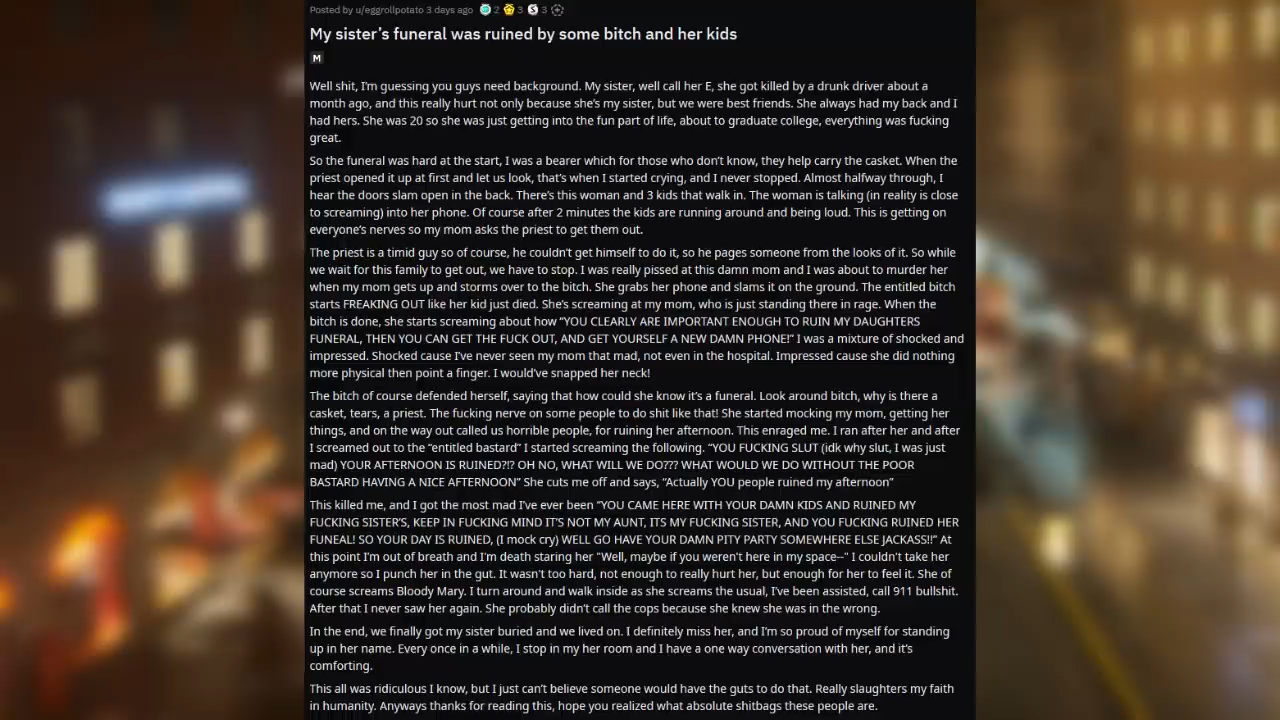 Posted by u/eggrollpotato 3 days ago 2 3 3
My sister's funeral was ruined by some bitch and her kids
M
Well shit, I'm guessing you guys need background. My sister, well call her E, she got killed by a drunk driver about a
month ago, and this really hurt not only because she's my sister, but we were best friends. She always had my back and I
had hers. She was 20 so she was just getting into the fun part of life, about to graduate college, everything was fucking
great.
So the funeral was hard at the start, I was a bearer which for those who don't know, they help carry the casket. When the
priest opened it up at first and let us look, that's when I started crying, and I never stopped. Almost halfway through, I
hear the doors slam open in the back. There's this woman and 3 kids that walk in. The woman is talking (in reality is close
to screaming) into her phone. Of course after 2 minutes the kids are running around and being loud. This is getting on
everyone's nerves so my mom asks the priest to get them out.
The priest is a timid guy so of course, he couldn't get himself to do it, so he pages someone from the looks of it. So while
we wait for this family to get out, we have to stop. I was really pissed at this damn mom and I was about to murder her
when my mom gets up and storms over to the bitch. She grabs her phone and slams it on the ground. The entitled bitch
starts FREAKING OUT like her kid just died. She's screaming at my mom, who is just standing there in rage. When the
bitch is done, she starts screaming about how “YOU CLEARLY ARE IMPORTANT ENOUGH TO RUIN MY DAUGHTERS
FUNERAL, THEN YOU CAN GET THE FUCK OUT, AND GET YOURSELF A NEW DAMN PHONE!” I was a mixture of shocked and
impressed. Shocked cause I've never seen my mom that mad, not even in the hospital. Impressed cause she did nothing
more physical then point a finger. I would've snapped her neck!
The bitch of course defended herself, saying that how could she know it's a funeral. Look around bitch, why is there a
casket, tears, a priest. The fucking nerve on some people to do shit like that! She started mocking my mom, getting her
things, and on the way out called us horrible people, for ruining her afternoon. This enraged me. I ran after her and after
I screamed out to the “entitled bastard” I started screaming the following. “YOU FUCKING SLUT (idk why slut, I was just
mad) YOUR AFTERNOON IS RUINED?!? OH NO, WHAT WILL WE DO??? WHAT WOULD WE DO WITHOUT THE POOR
BASTARD HAVING A NICE AFTERNOON” She cuts me off and says, “Actually YOU people ruined my afternoon”
This killed me, and I got the most mad I've ever been “YOU CAME HERE WITH YOUR DAMN KIDS AND RUINED MY
FUCKING SISTER'S, KEEP IN FUCKING MIND IT'S NOT MY AUNT, ITS MY FUCKING SISTER, AND YOU FUCKING RUINED HER
FUNEAL! SO YOUR DAY IS RUINED, (I mock cry) WELL GO HAVE YOUR DAMN PITY PARTY SOMEWHERE ELSE JACKASS!!” At
this point I'm out of breath and I'm death staring her "Well, maybe if you weren't here in my space--" I couldn't take her
anymore so I punch her in the gut. It wasn't too hard, not enough to really hurt her, but enough for her to feel it. She of
course screams Bloody Mary. I turn around and walk inside as she screams the usual, I've been assisted, call 911 bullshit.
After that I never saw her again. She probably didn't call the cops because she knew she was in the wrong.
In the end, we finally got my sister buried and we lived on. I definitely miss her, and I'm so proud of myself for standing
up in her name. Every once in a while, I stop in my her room and I have a one way conversation with her, and it's
comforting.
This all was ridiculous I know, but I just can't believe someone would have the guts to do that. Really slaughters my faith
in humanity. Anyways thanks for reading this, hope you realized what absolute shitbags these people are.